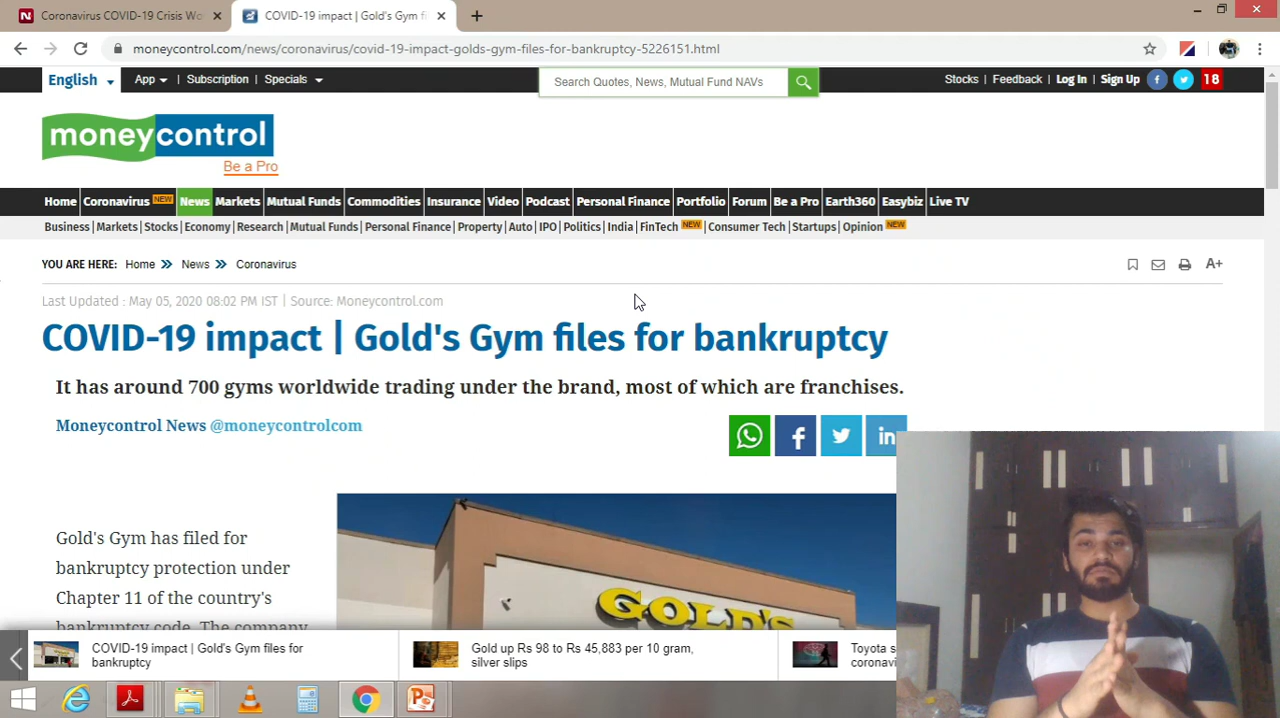 Coronavirus COVID-19 Crisis Wo
COVID-19 impact | Gold's Gym fi
moneycontrol.com/news/coronavirus/covid-19-impact-golds-gym-files-for-bankruptcy-5226151.html
English App | Subscription | Specials
Search Quotes, News, Mutual Fund NAVs
Stocks | Feedback | Log In | Sign Up 18
moneycontrol
Be a Pro
Home Coronavirus NEW News Markets Mutual Funds Commodities Insurance Video Podcast Personal Finance Portfolio Forum Be a Pro Earth360 Easybiz Live TV
Business | Markets | Stocks | Economy | Research | Mutual Funds | Personal Finance | Property | Auto | IPO | Politics | India | FinTech NEW | Consumer Tech | Startups | Opinion NEW
YOU ARE HERE: Home News Coronavirus
A+
Last Updated : May 05, 2020 08:02 PM IST | Source: Moneycontrol.com
COVID-19 impact | Gold's Gym files for bankruptcy
It has around 700 gyms worldwide trading under the brand, most of which are franchises.
Moneycontrol News @moneycontrolcom
in
Gold's Gym has filed for
bankruptcy protection under
Chapter 11 of the country's
bankruptcy code. The company
GOLD'S
COVID-19 impact | Gold's Gym files for
bankruptcy
Gold up Rs 98 to Rs 45,883 per 10 gram,
silver slips
Toyota s
coronavi